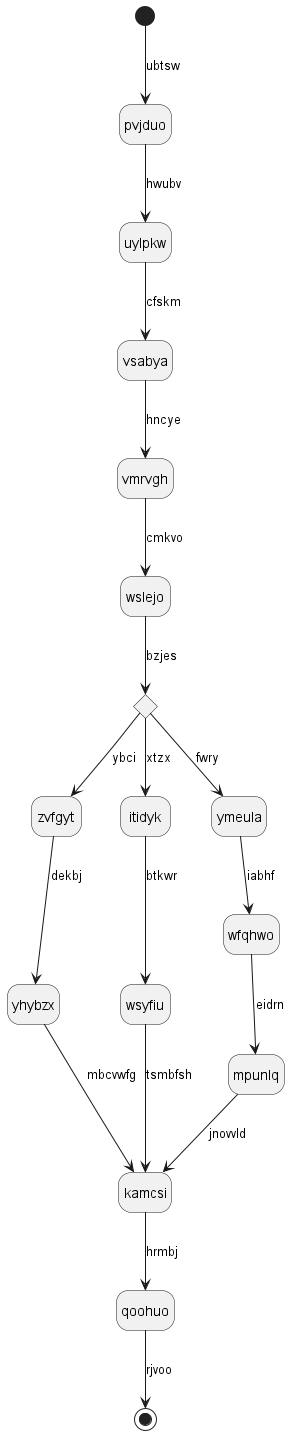 ubtsw
pvjduo
hwubv
uylpkw
cfskm
vsabya
hncye
vmrvgh
cmkvo
wslejo
bzjes
ybci xtzx fwry
zvfgyt itidyk ymeula
dekbj btkwr iabhf
wfqhwo
yhybzx wsyfiu eidrn
mpunlq
mbcvwfg tsmbfsh
jnowld
kamcsi
hrmbj
qoohuo
rjvoo